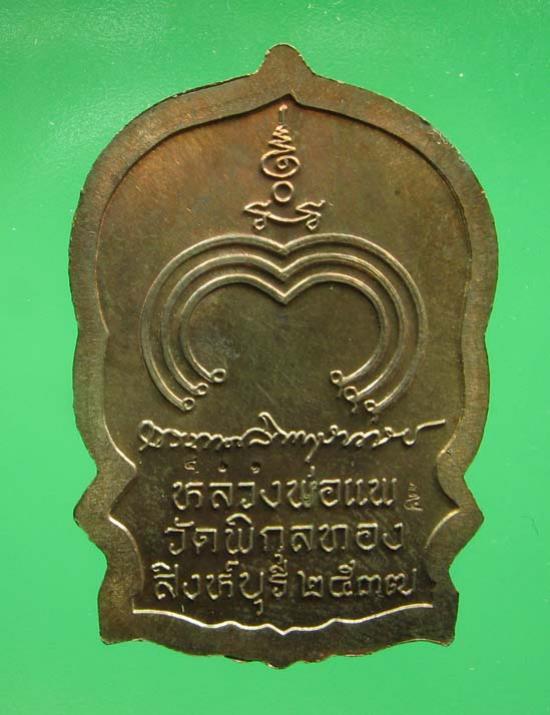 หลวงพ่อแพ
วัดพิกุลทอง
สิงห์บุรี ๒๕๓๗